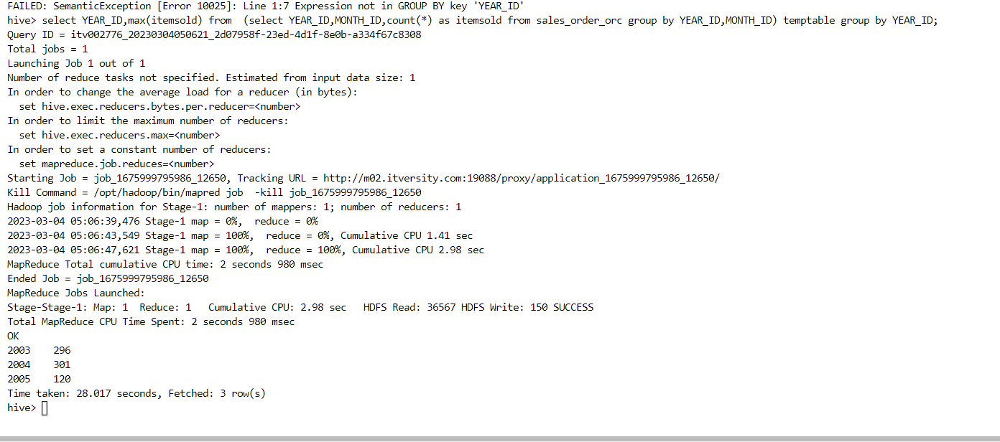 FAILED: SemanticException [Error 10025]: Line 1:7 Expression not in GROUP BY key 'YEAR_ID'
hive> select YEAR_ID,max(itemsold) from  (select YEAR_ID,MONTH_ID,count(*) as itemsold from sales_order_orc group by YEAR_ID,MONTH_ID) temptable group by YEAR_ID;
Query ID = itv002776_20230304050621_2d07958f-23ed-4d1f-8e0b-a334f67c8308
Total jobs = 1
Launching Job 1 out of 1
Number of reduce tasks not specified. Estimated from input data size: 1
In order to change the average load for a reducer (in bytes):
  set hive.exec.reducers.bytes.per.reducer=<number>
In order to limit the maximum number of reducers:
  set hive.exec.reducers.max=<number>
In order to set a constant number of reducers:
  set mapreduce.job.reduces=<number>
Starting Job = job_1675999795986_12650, Tracking URL = http://m02.itversity.com:19088/proxy/application_1675999795986_12650/
Kill Command = /opt/hadoop/bin/mapred job  -kill job_1675999795986_12650
Hadoop job information for Stage-1: number of mappers: 1; number of reducers: 1
2023-03-04 05:06:39,476 Stage-1 map = 0%,  reduce = 0%
2023-03-04 05:06:43,549 Stage-1 map = 100%,  reduce = 0%, Cumulative CPU 1.41 sec
2023-03-04 05:06:47,621 Stage-1 map = 100%,  reduce = 100%, Cumulative CPU 2.98 sec
MapReduce Total cumulative CPU time: 2 seconds 980 msec
Ended Job = job_1675999795986_12650
MapReduce Jobs Launched:
Stage-Stage-1: Map: 1  Reduce: 1   Cumulative CPU: 2.98 sec   HDFS Read: 36567 HDFS Write: 150 SUCCESS
Total MapReduce CPU Time Spent: 2 seconds 980 msec
OK
2003    296
2004    301
2005    120
Time taken: 28.017 seconds, Fetched: 3 row(s)
hive>